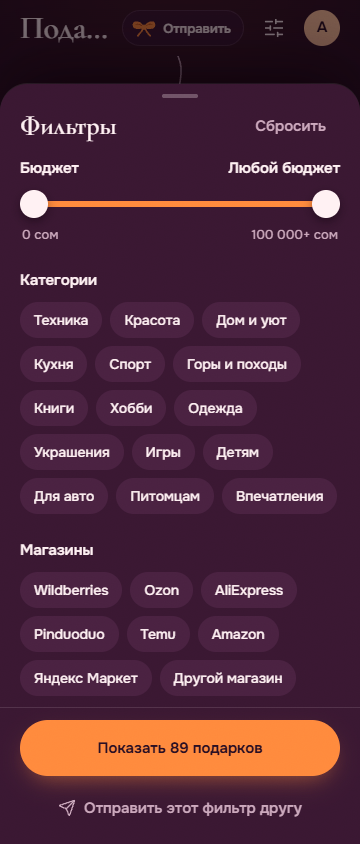 Пода... Отправить A
Фильтры Сбросить
Бюджет Любой бюджет
0 сом 100 000+ сом
Категории
Техника Красота Дом и уют
Кухня Спорт Горы и походы
Книги Хобби Одежда
Украшения Игры Детям
Для авто Питомцам Впечатления
Магазины
Wildberries Ozon AliExpress
Pinduoduo Temu Amazon
Яндекс Маркет Другой магазин
Показать 89 подарков
Отправить этот фильтр другу